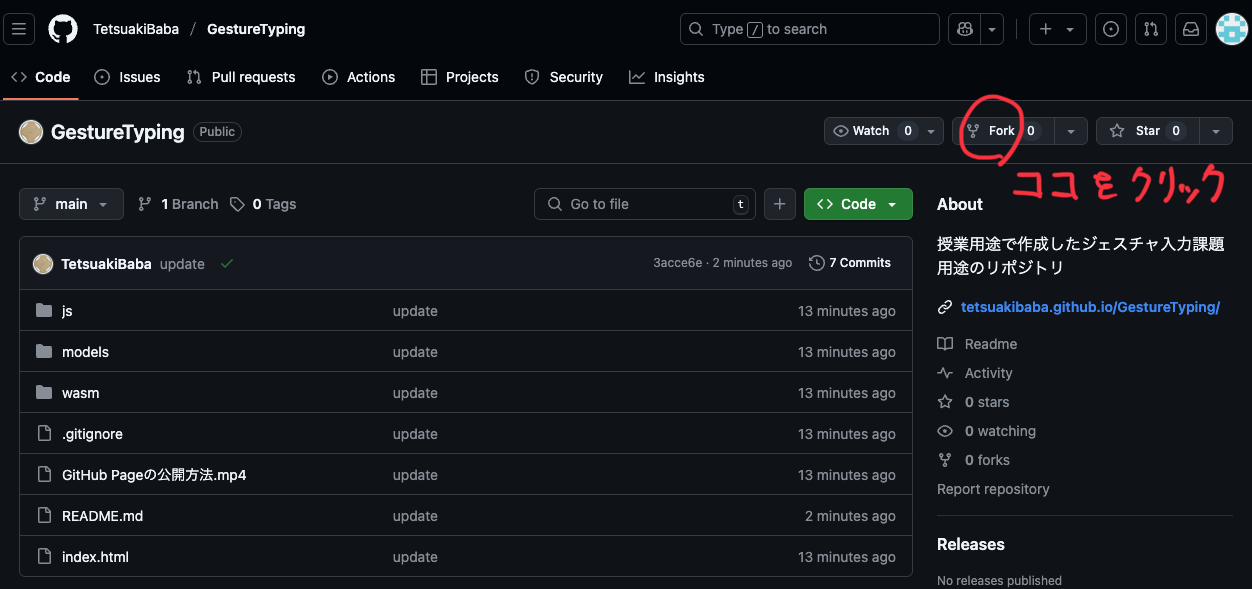 TetsuakiBaba / GestureTyping
Type / to search
Code
Issues
Pull requests
Actions
Projects
Security
Insights
GestureTyping Public
Watch 0
Fork 0
Star 0
ココをクリック
main
1 Branch
0 Tags
Go to file t
Code
TetsuakiBaba update
3acce6e · 2 minutes ago
7 Commits
js update 13 minutes ago
models update 13 minutes ago
wasm update 13 minutes ago
.gitignore update 13 minutes ago
GitHub Pageの公開方法.mp4 update 13 minutes ago
README.md update 2 minutes ago
index.html update 13 minutes ago
About
授業用途で作成したジェスチャ入力課題
用途のリポジトリ
tetsuakibaba.github.io/GestureTyping/
Readme
Activity
0 stars
0 watching
0 forks
Report repository
Releases
No releases published